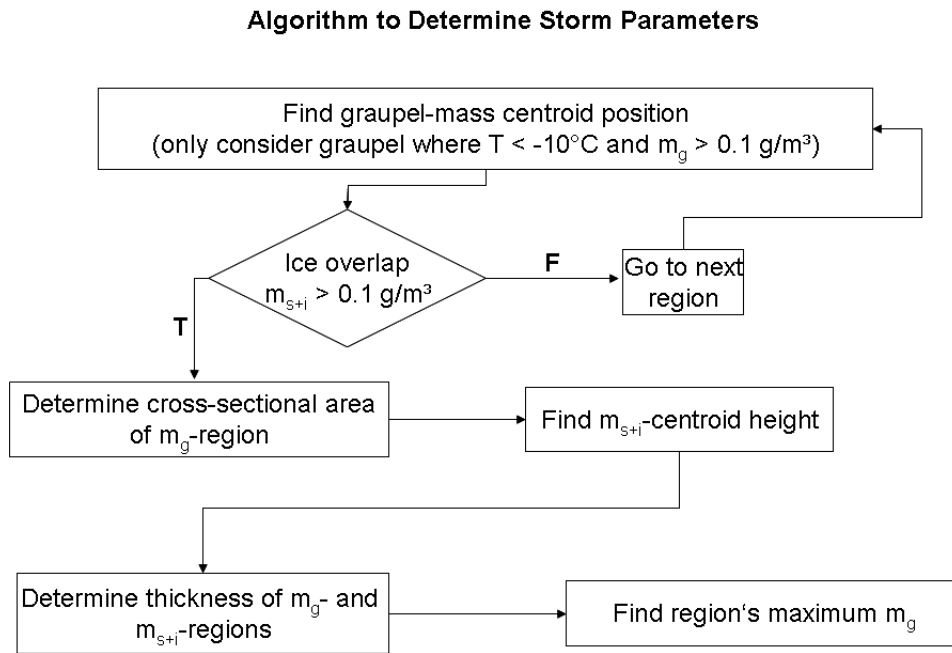 Algorithm to Determine Storm Parameters
Find graupel-mass centroid position
(only consider graupel where T < -10°C and mg > 0.1 g/m³)
Ice overlap
ms+i > 0.1 g/m³
F
Go to next
region
T
Determine cross-sectional area
of mg-region
Find ms+i-centroid height
Determine thickness of mg- and
ms+i-regions
Find region‘s maximum mg